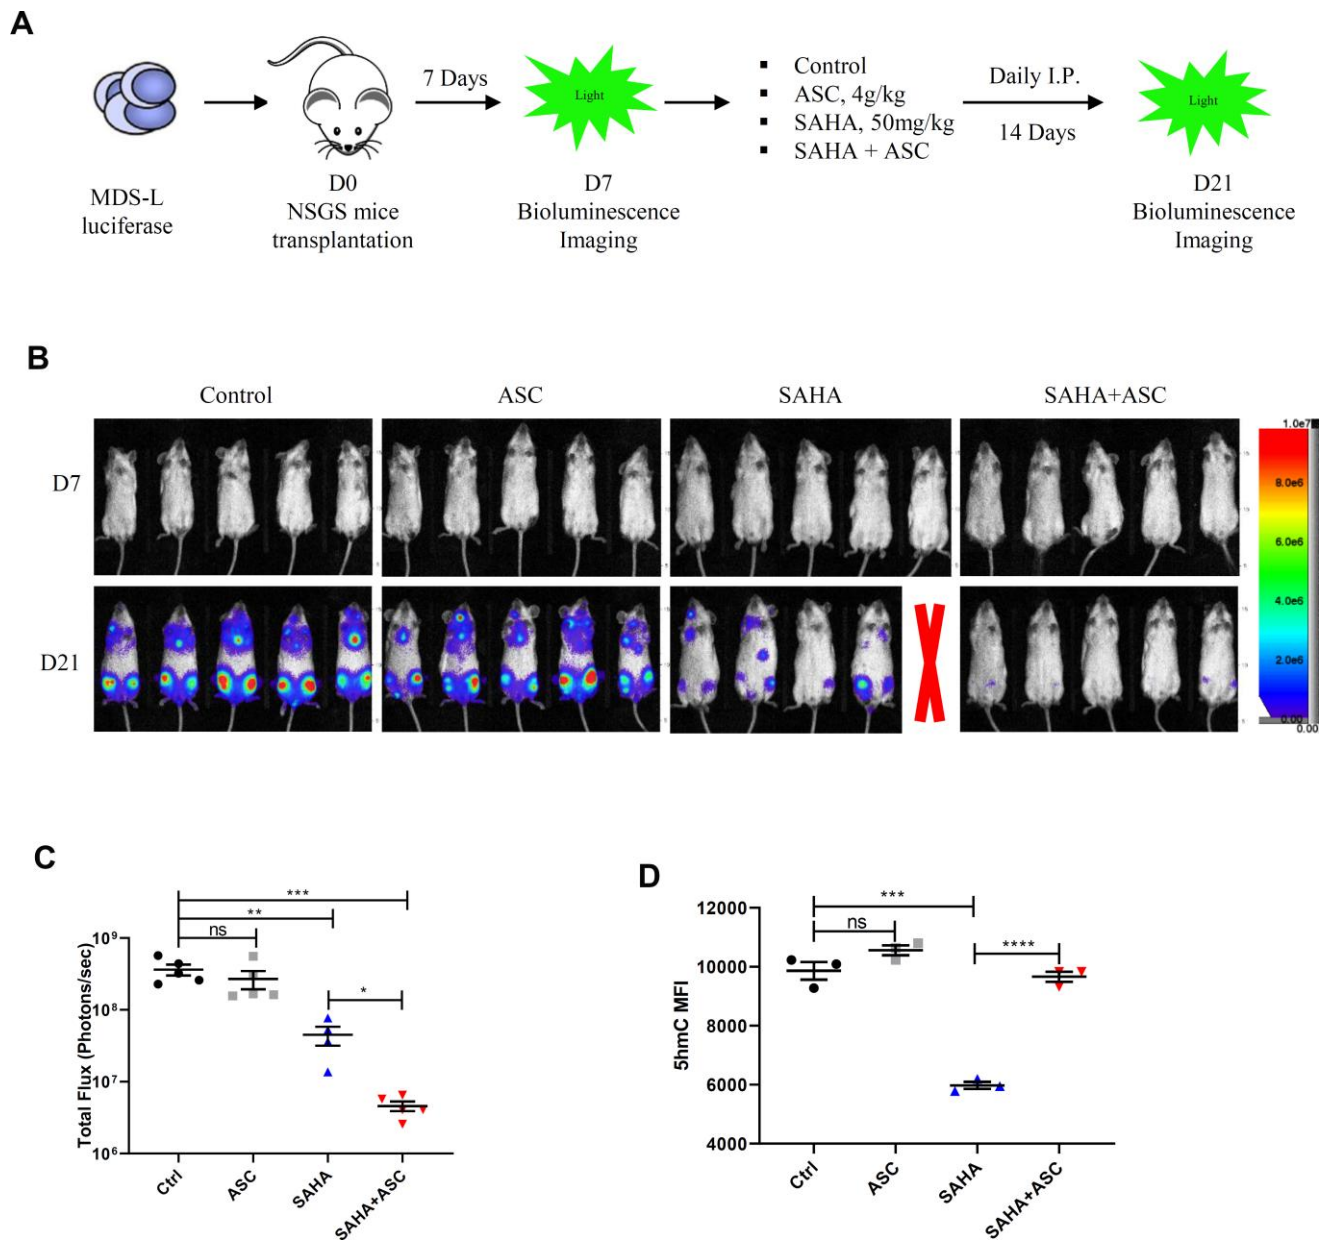 A
MDS-L
luciferase
D0
NSGS mice
transplantation
7 Days
Light
D7
Bioluminescence
Imaging
▪ Control
▪ ASC, 4g/kg
▪ SAHA, 50mg/kg
▪ SAHA + ASC
Daily I.P.
14 Days
Light
D21
Bioluminescence
Imaging
B
Control
ASC
SAHA
SAHA+ASC
D7
D21
1.0e7
8.0e6
6.0e6
4.0e6
2.0e6
0.00
0.00
C
Total Flux (Photons/sec)
10⁹
10⁸
10⁷
10⁶
***
**
ns
*
Ctrl
ASC
SAHA
SAHA+ASC
D
5hmC MFI
12000
10000
8000
6000
4000
***
ns
****
Ctrl
ASC
SAHA
SAHA+ASC